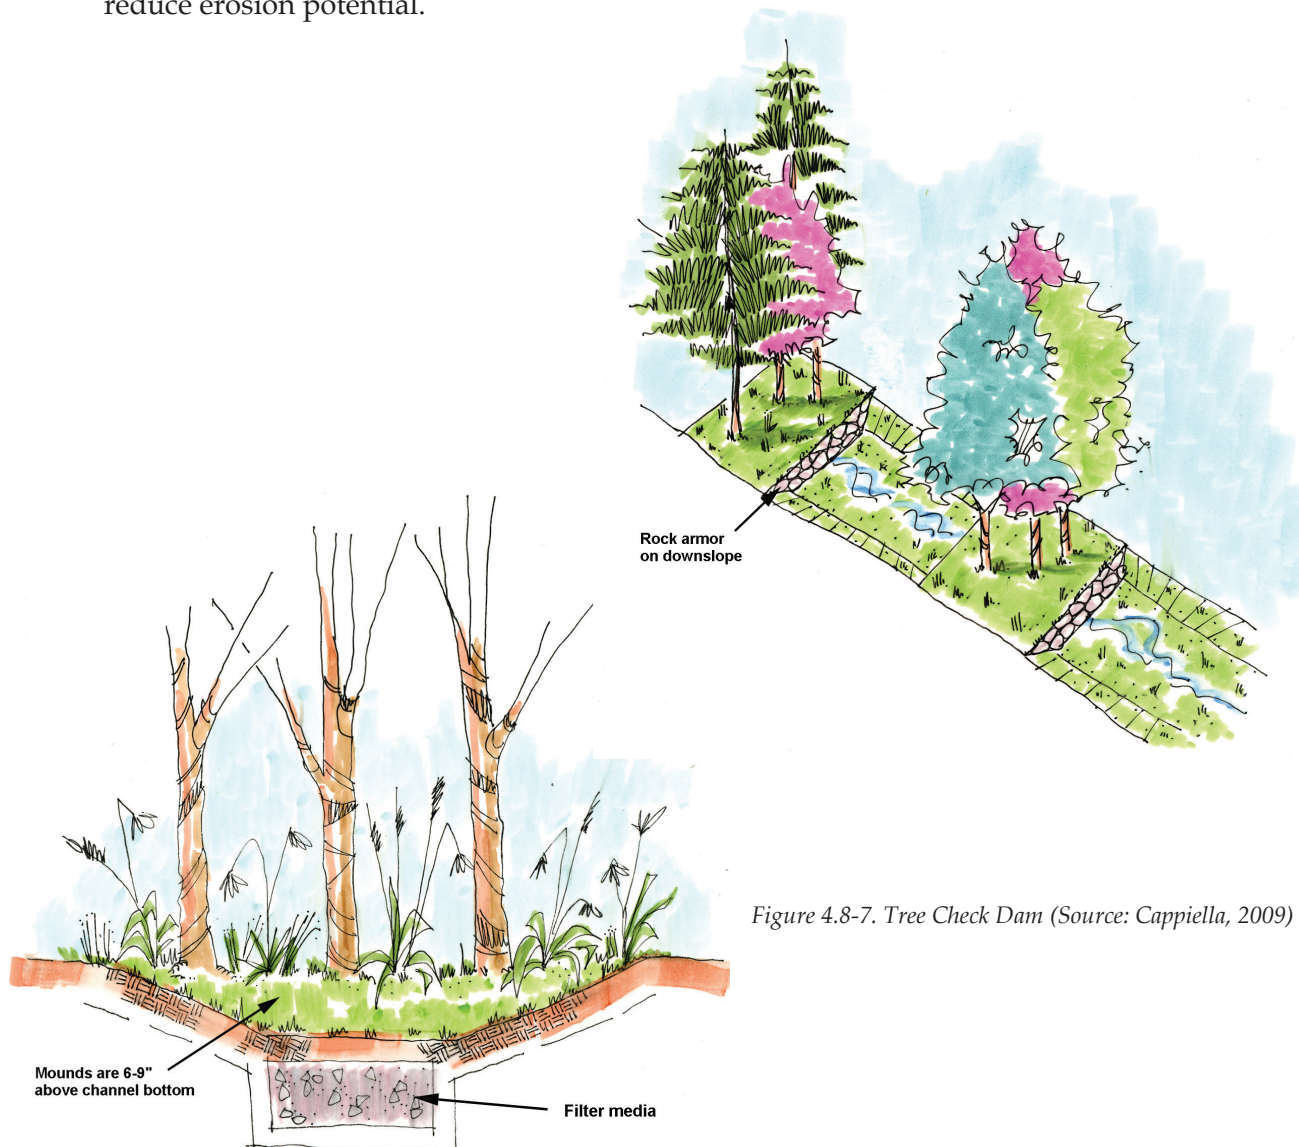 reduce erosion potential.
Rock armor
on downslope
Figure 4.8-7. Tree Check Dam (Source: Cappiella, 2009)
Mounds are 6-9"
above channel bottom
Filter media